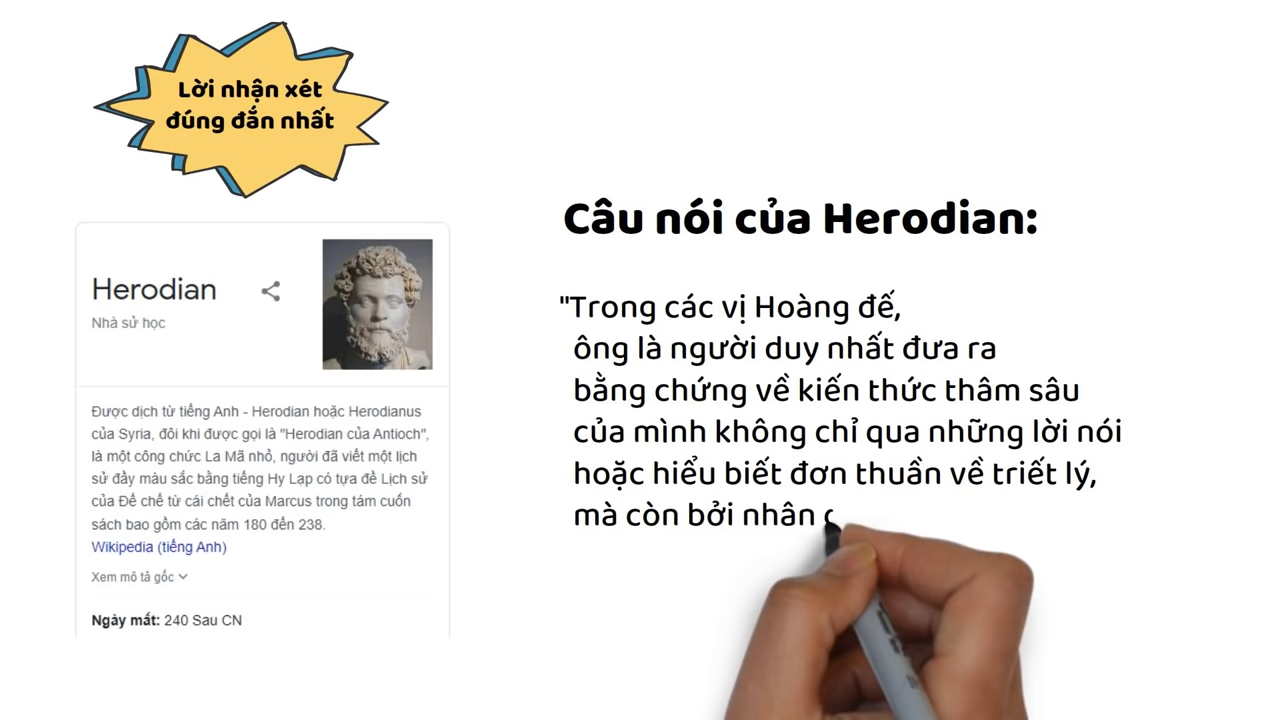 Lời nhận xét
đúng đắn nhất
Herodian
Nhà sử học
Được dịch từ tiếng Anh - Herodian hoặc Herodianus
của Syria, đôi khi được gọi là "Herodian của Antioch",
là một công chức La Mã nhỏ, người đã viết một lịch
sử đầy màu sắc bằng tiếng Hy Lạp có tựa đề Lịch sử
của Đế chế từ cái chết của Marcus trong tám cuốn
sách bao gồm các năm 180 đến 238.
Wikipedia (tiếng Anh)
Xem mô tả gốc
Ngày mất: 240 Sau CN
Câu nói của Herodian:
"Trong các vị Hoàng đế,
ông là người duy nhất đưa ra
bằng chứng về kiến thức thâm sâu
của mình không chỉ qua những lời nói
hoặc hiểu biết đơn thuần về triết lý,
mà còn bởi nhân